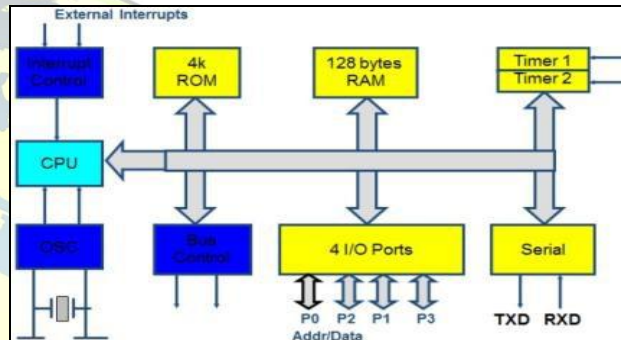 External Interrupts
Interrupt
Control
4k
ROM
128 bytes
RAM
Timer 1
Timer 2
CPU
OSC
Bus
Control
4 I/O Ports
Serial
P0 P2 P1 P3
Addr/Data
TXD RXD